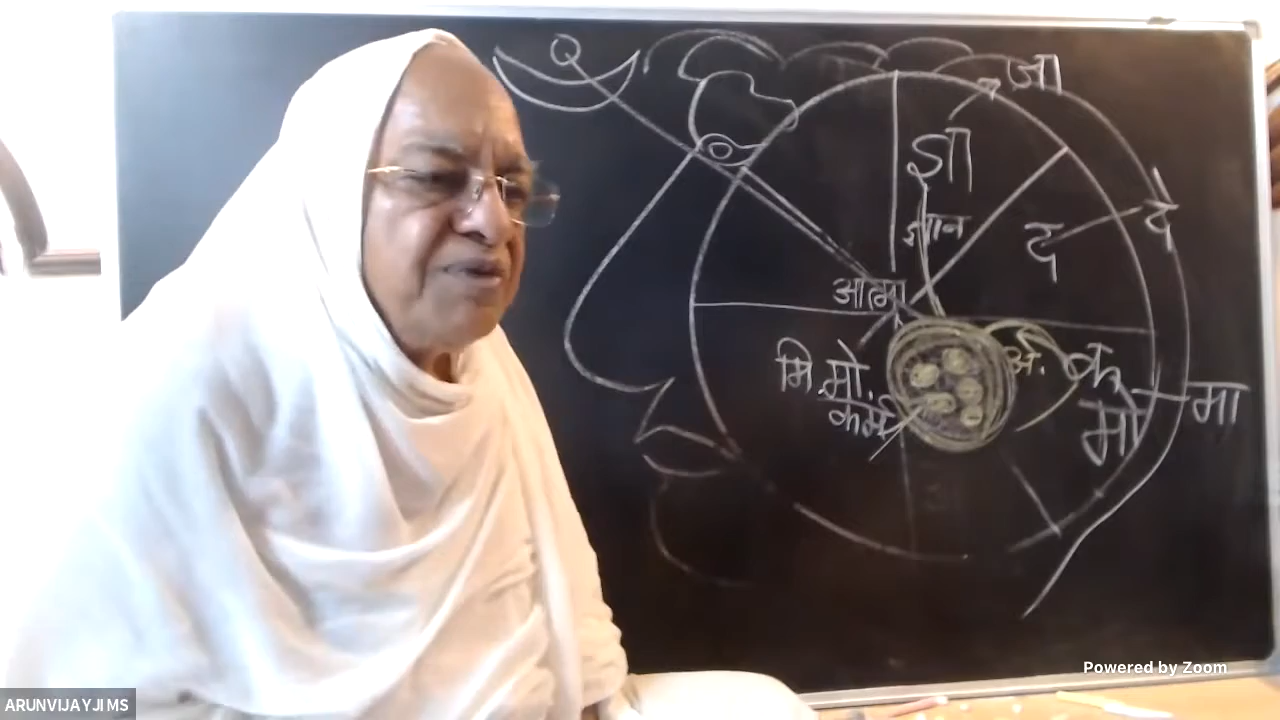 जा
ज्ञा
दे
ज्ञान
द
आत्मा
अं.
क
मि.मो.
मा
कर्म
मो
Powered by Zoom
ARUNVIJAYJI MS